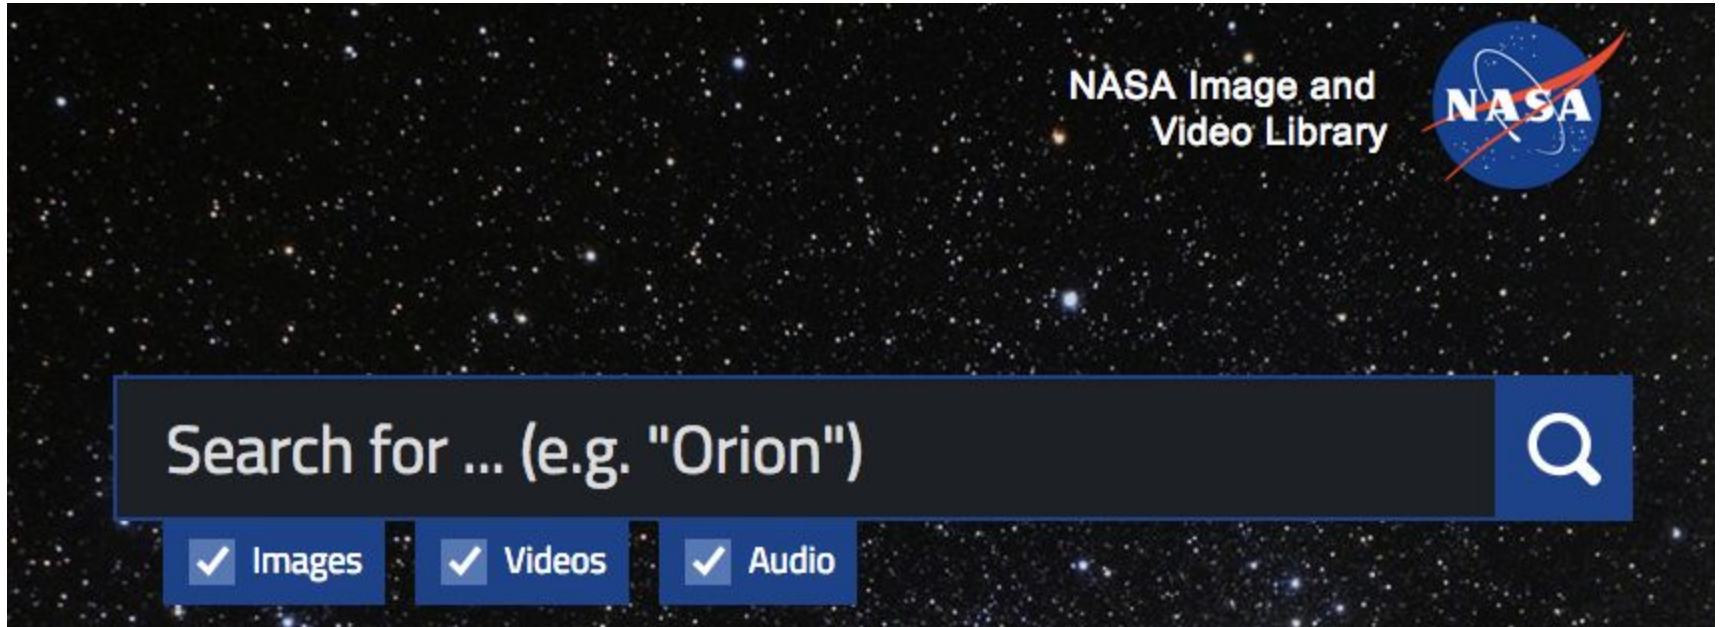 NASA Image and
Video Library
NASA
Search for ... (e.g. "Orion")
Images
Videos
Audio